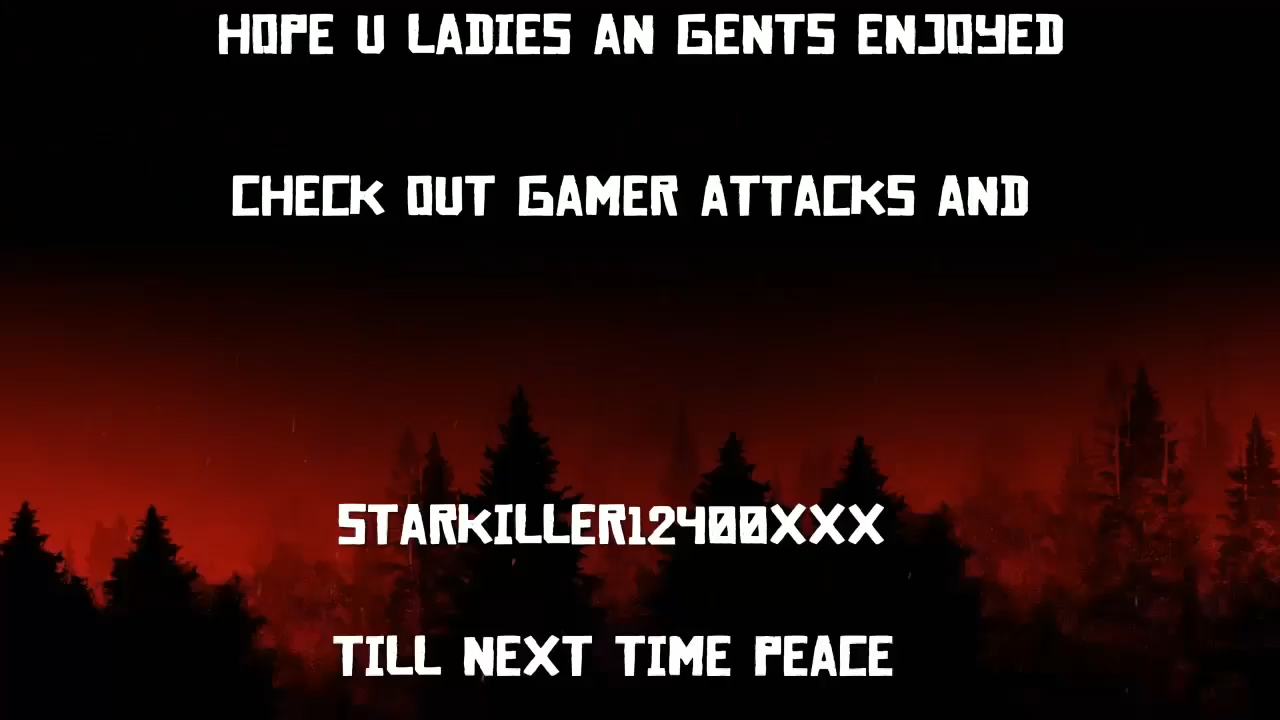 HOPE U LADIES AN GENTS ENJOYED
CHECK OUT GAMER ATTACKS AND
STARKILLER12400XXX
TILL NEXT TIME PEACE